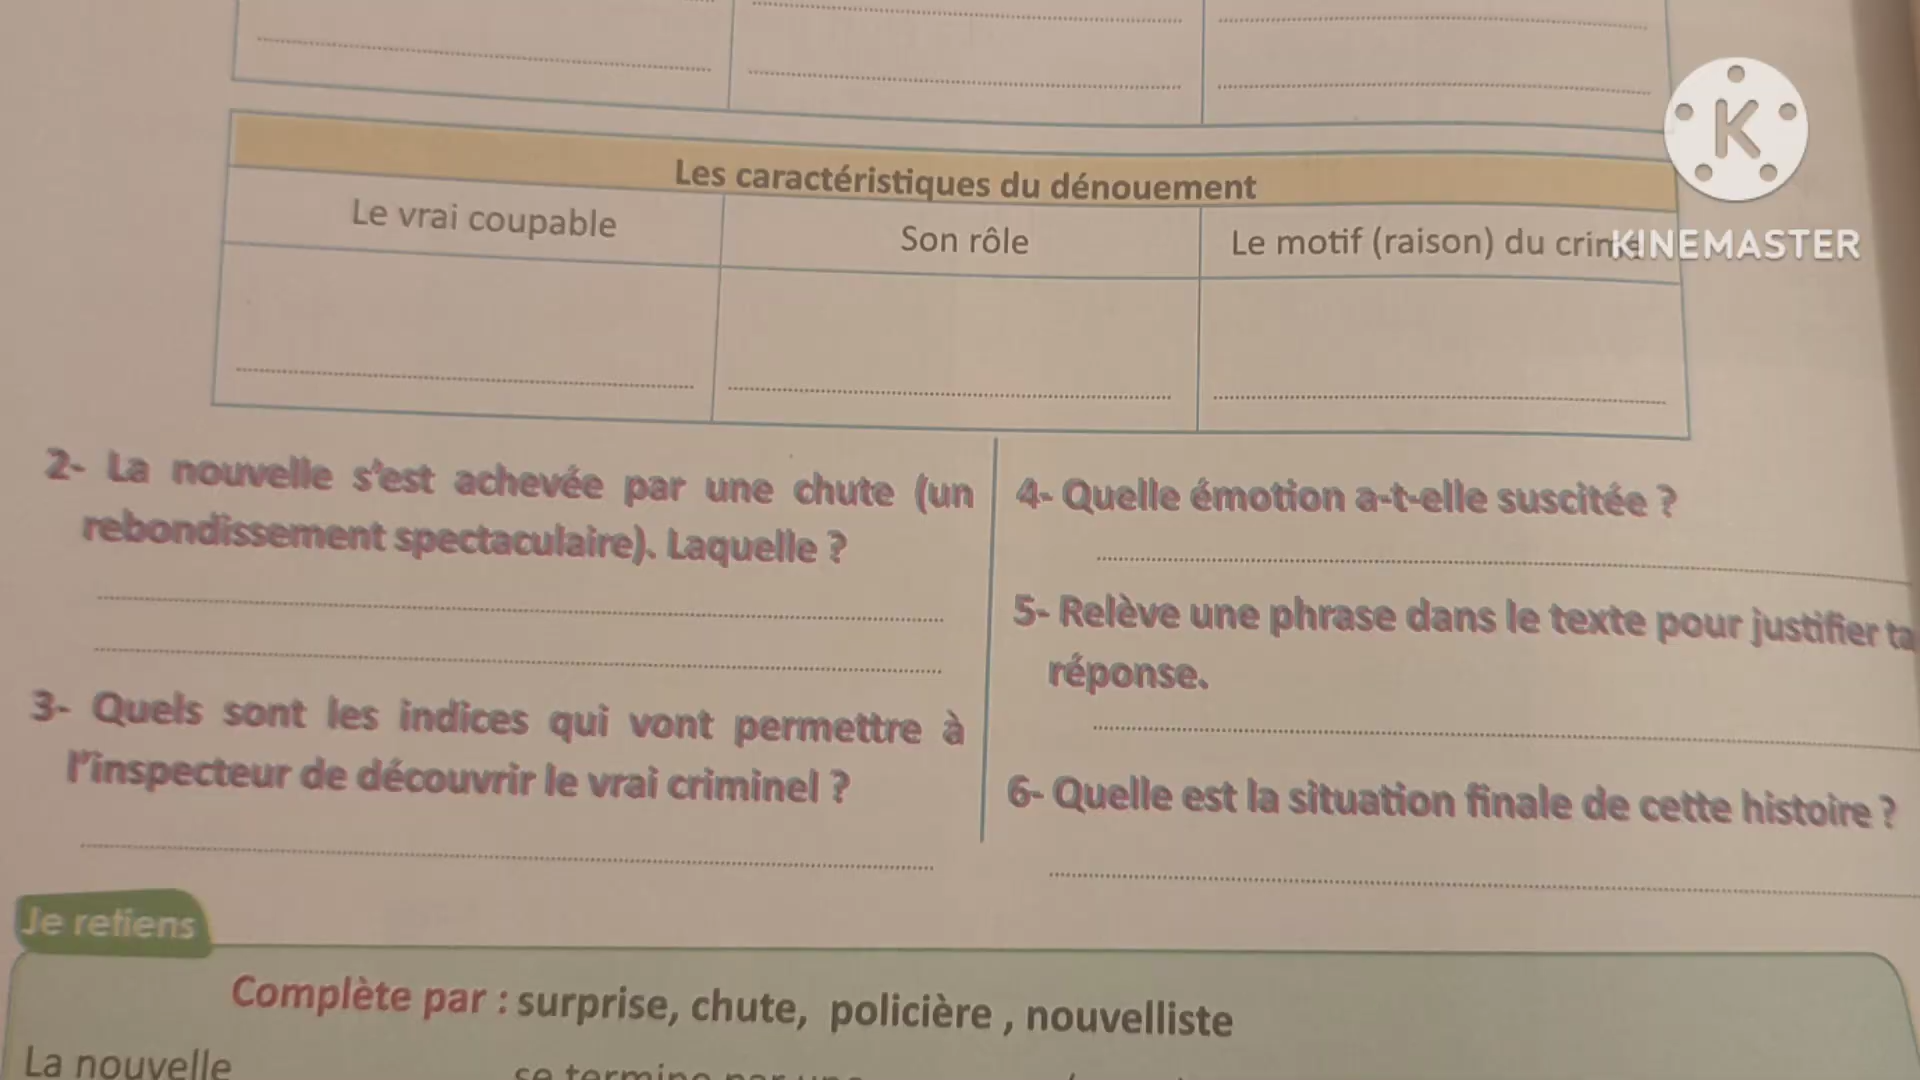 Les caractéristiques du dénouement
Le vrai coupable
Son rôle
Le motif (raison) du crime
K
KINEMASTER
2- La nouvelle s'est achevée par une chute (un
rebondissement spectaculaire). Laquelle ?
3- Quels sont les indices qui vont permettre à
l'inspecteur de découvrir le vrai criminel ?
4- Quelle émotion a-t-elle suscitée ?
5- Relève une phrase dans le texte pour justifier ta
réponse.
6- Quelle est la situation finale de cette histoire ?
Je retiens
Complète par : surprise, chute, policière , nouvelliste
La nouvelle se termine par une